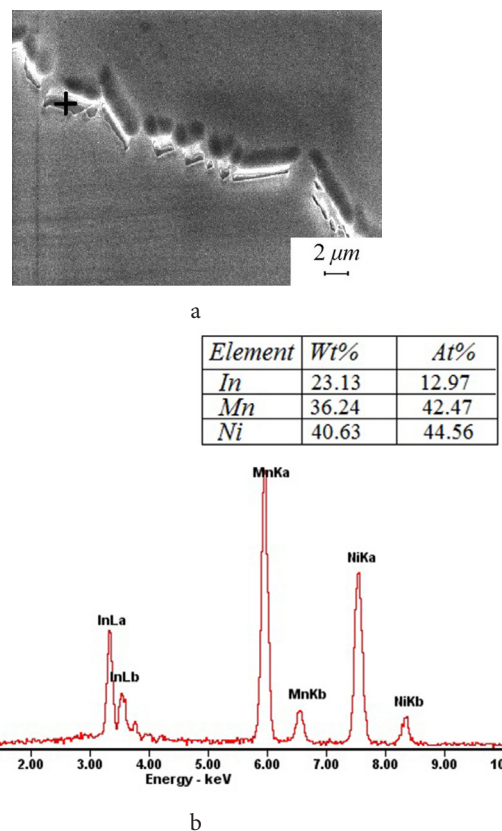 2 μm
a
Element Wt% At%
In 23.13 12.97
Mn 36.24 42.47
Ni 40.63 44.56
MnKa
NiKa
InLa
InLb
MnKb
NiKb
2.00 3.00 4.00 5.00 6.00 7.00 8.00 9.00 10
Energy - keV
b